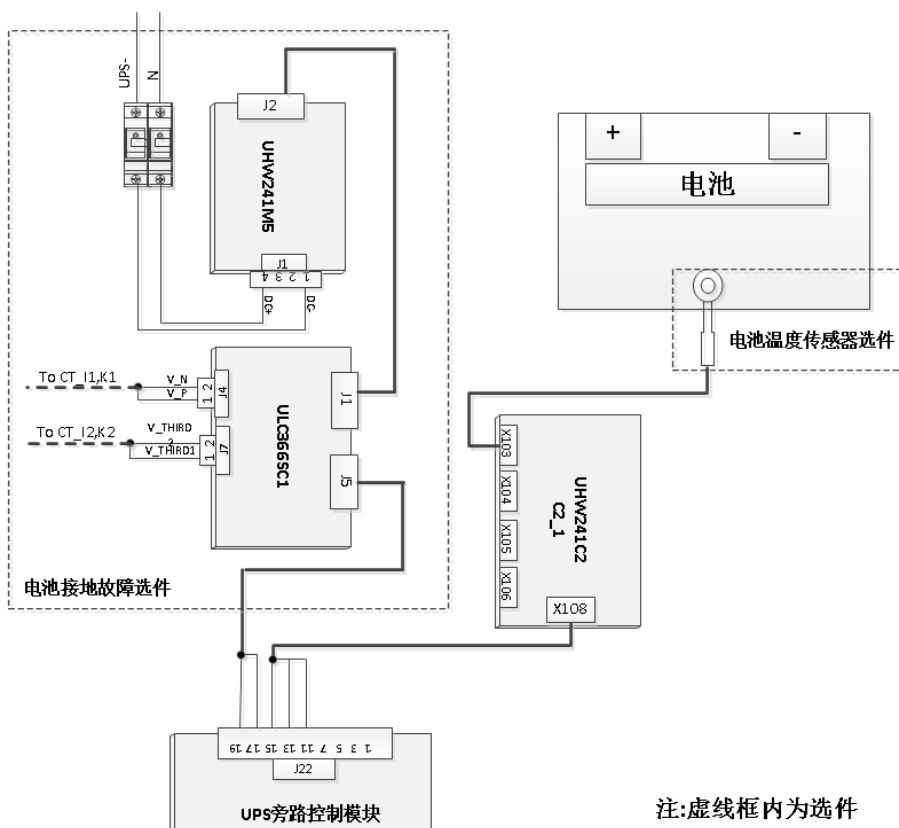 UPS-
N
J2
UHW241M5
J1
4 3 2 1
DC+
DC-
To CT_I1,K1
V_N
V_P
1 2
J4
J1
ULC366SC1
To CT_I2,K2
V_THIRD
2
V_THIRD1
1 2
J7
J5
电池接地故障选件
+
-
电池
电池温度传感器选件
X103
X104
X105
X106
UHW241C2
C2_1
X108
19 17 15 13 11 7 5 3 1
J22
UPS旁路控制模块
注:虚线框内为选件